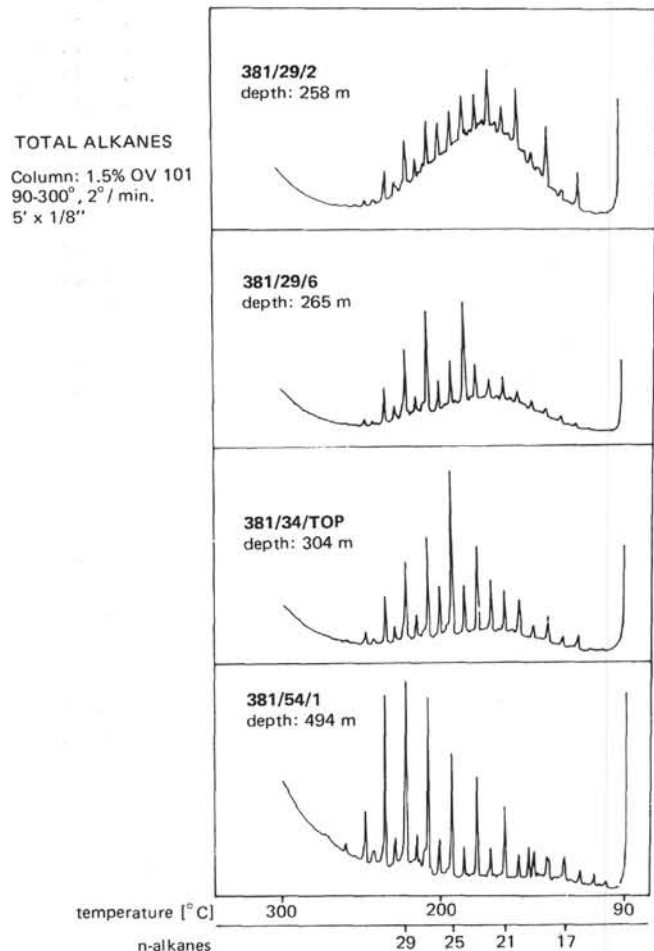 381/29/2
depth: 258 m
TOTAL ALKANES
Column: 1.5% OV 101
90-300°, 2°/ min.
5' x 1/8"
381/29/6
depth: 265 m
381/34/TOP
depth: 304 m
381/54/1
depth: 494 m
temperature [°C] 300 200 90
n-alkanes 29 25 21 17